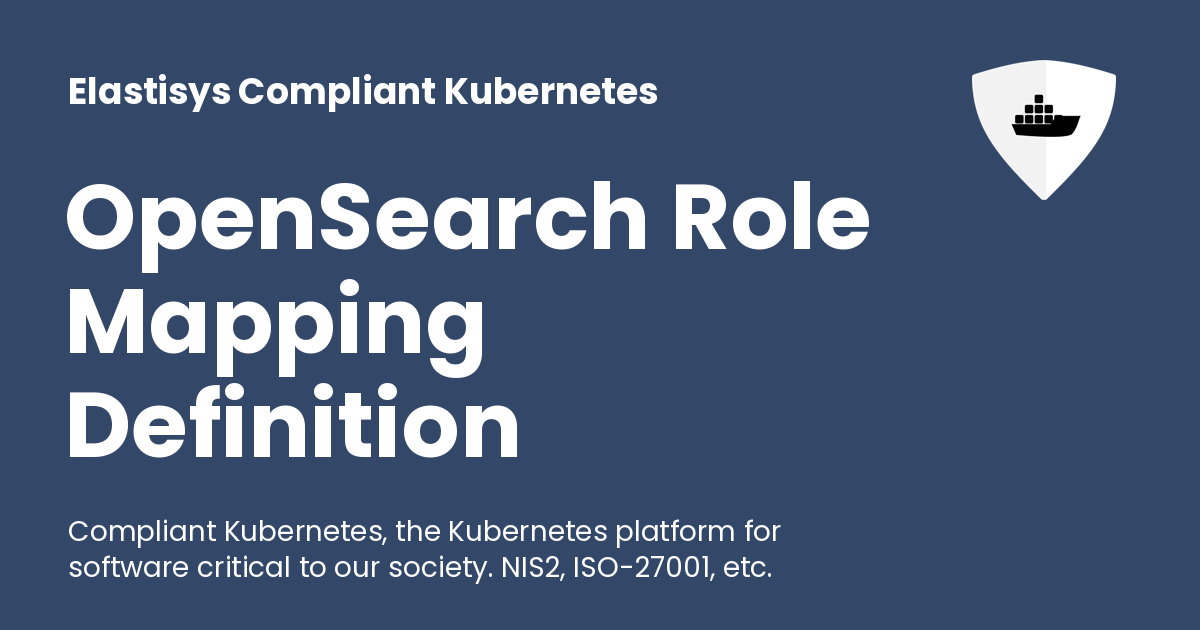 Elastisys Compliant Kubernetes
OpenSearch Role
Mapping
Definition
Compliant Kubernetes, the Kubernetes platform for
software critical to our society. NIS2, ISO-27001, etc.